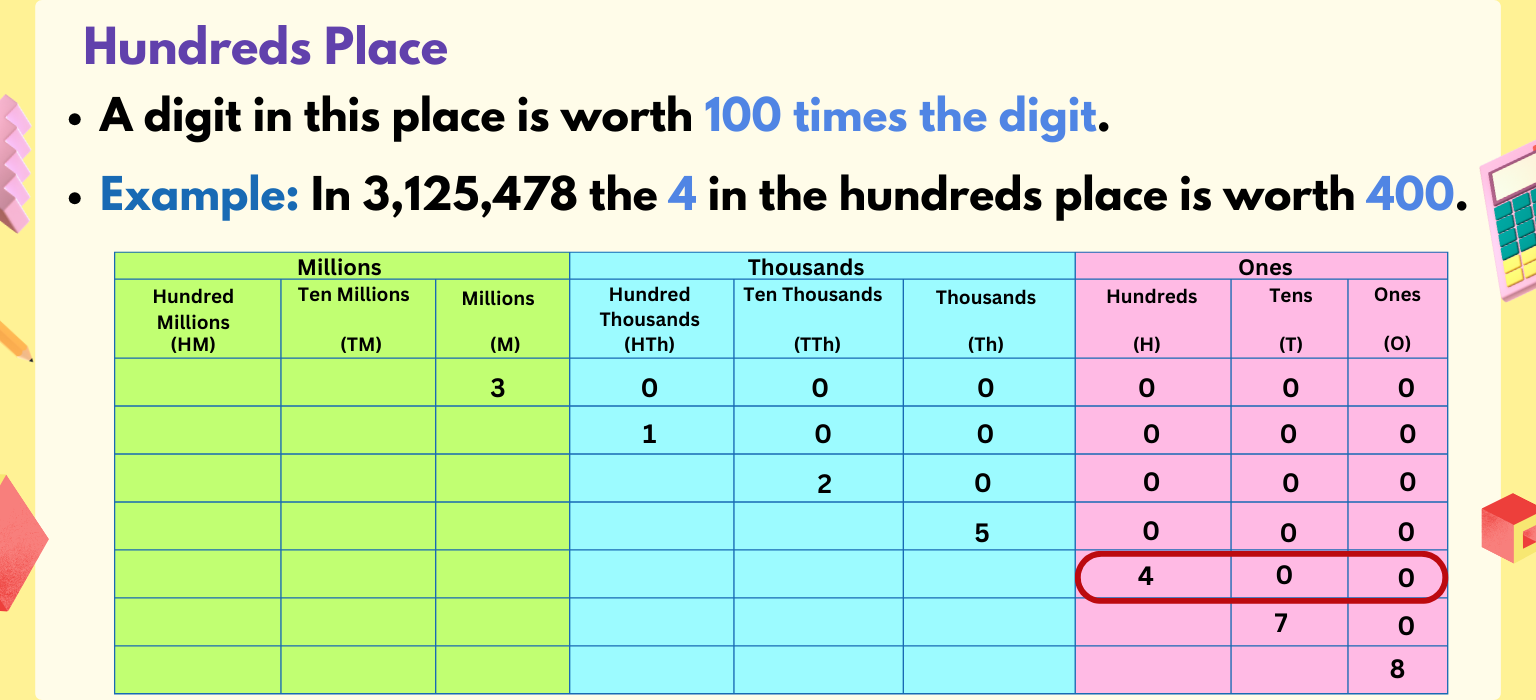 Hundreds Place
• A digit in this place is worth 100 times the digit.
• Example: In 3,125,478 the 4 in the hundreds place is worth 400.
Millions Thousands Ones
Hundred Millions (HM) Ten Millions (TM) Millions (M) Hundred Thousands (HTh) Ten Thousands (TTh) Thousands (Th) Hundreds (H) Tens (T) Ones (O)
3 0 0 0 0 0 0
1 0 0 0 0 0
2 0 0 0 0
5 0 0 0
4 0 0
7 0
8